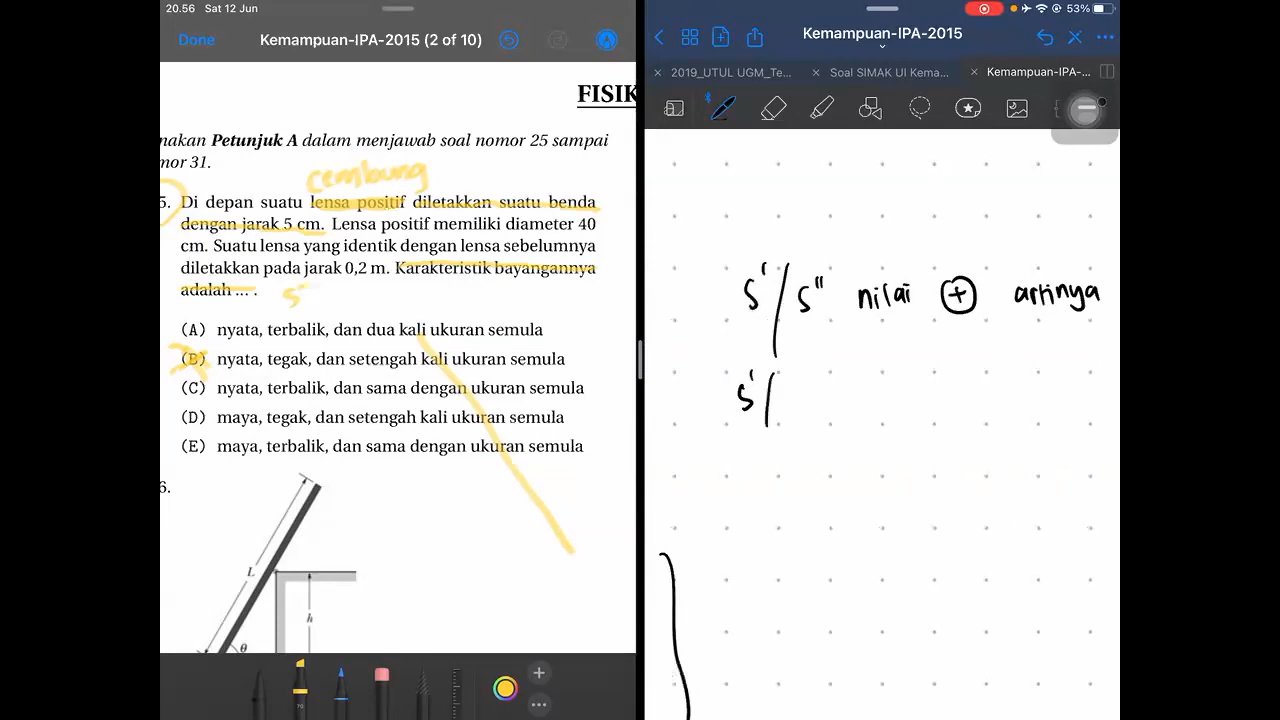 20.56 Sat 12 Jun
Done
Kemampuan-IPA-2015 (2 of 10)
FISIK
nakan Petunjuk A dalam menjawab soal nomor 25 sampai
mor 31.
cembung
5. Di depan suatu lensa positif diletakkan suatu benda
dengan jarak 5 cm. Lensa positif memiliki diameter 40
cm. Suatu lensa yang identik dengan lensa sebelumnya
diletakkan pada jarak 0,2 m. Karakteristik bayangannya
adalah ... .
s'
(A) nyata, terbalik, dan dua kali ukuran semula
(B) nyata, tegak, dan setengah kali ukuran semula
(C) nyata, terbalik, dan sama dengan ukuran semula
(D) maya, tegak, dan setengah kali ukuran semula
(E) maya, terbalik, dan sama dengan ukuran semula
6.
L
h
θ
53%
Kemampuan-IPA-2015
2019_UTUL UGM_Te...
Soal SIMAK UI Kema...
Kemampuan-IPA-...
s' / s" nilai + artinya
s' /